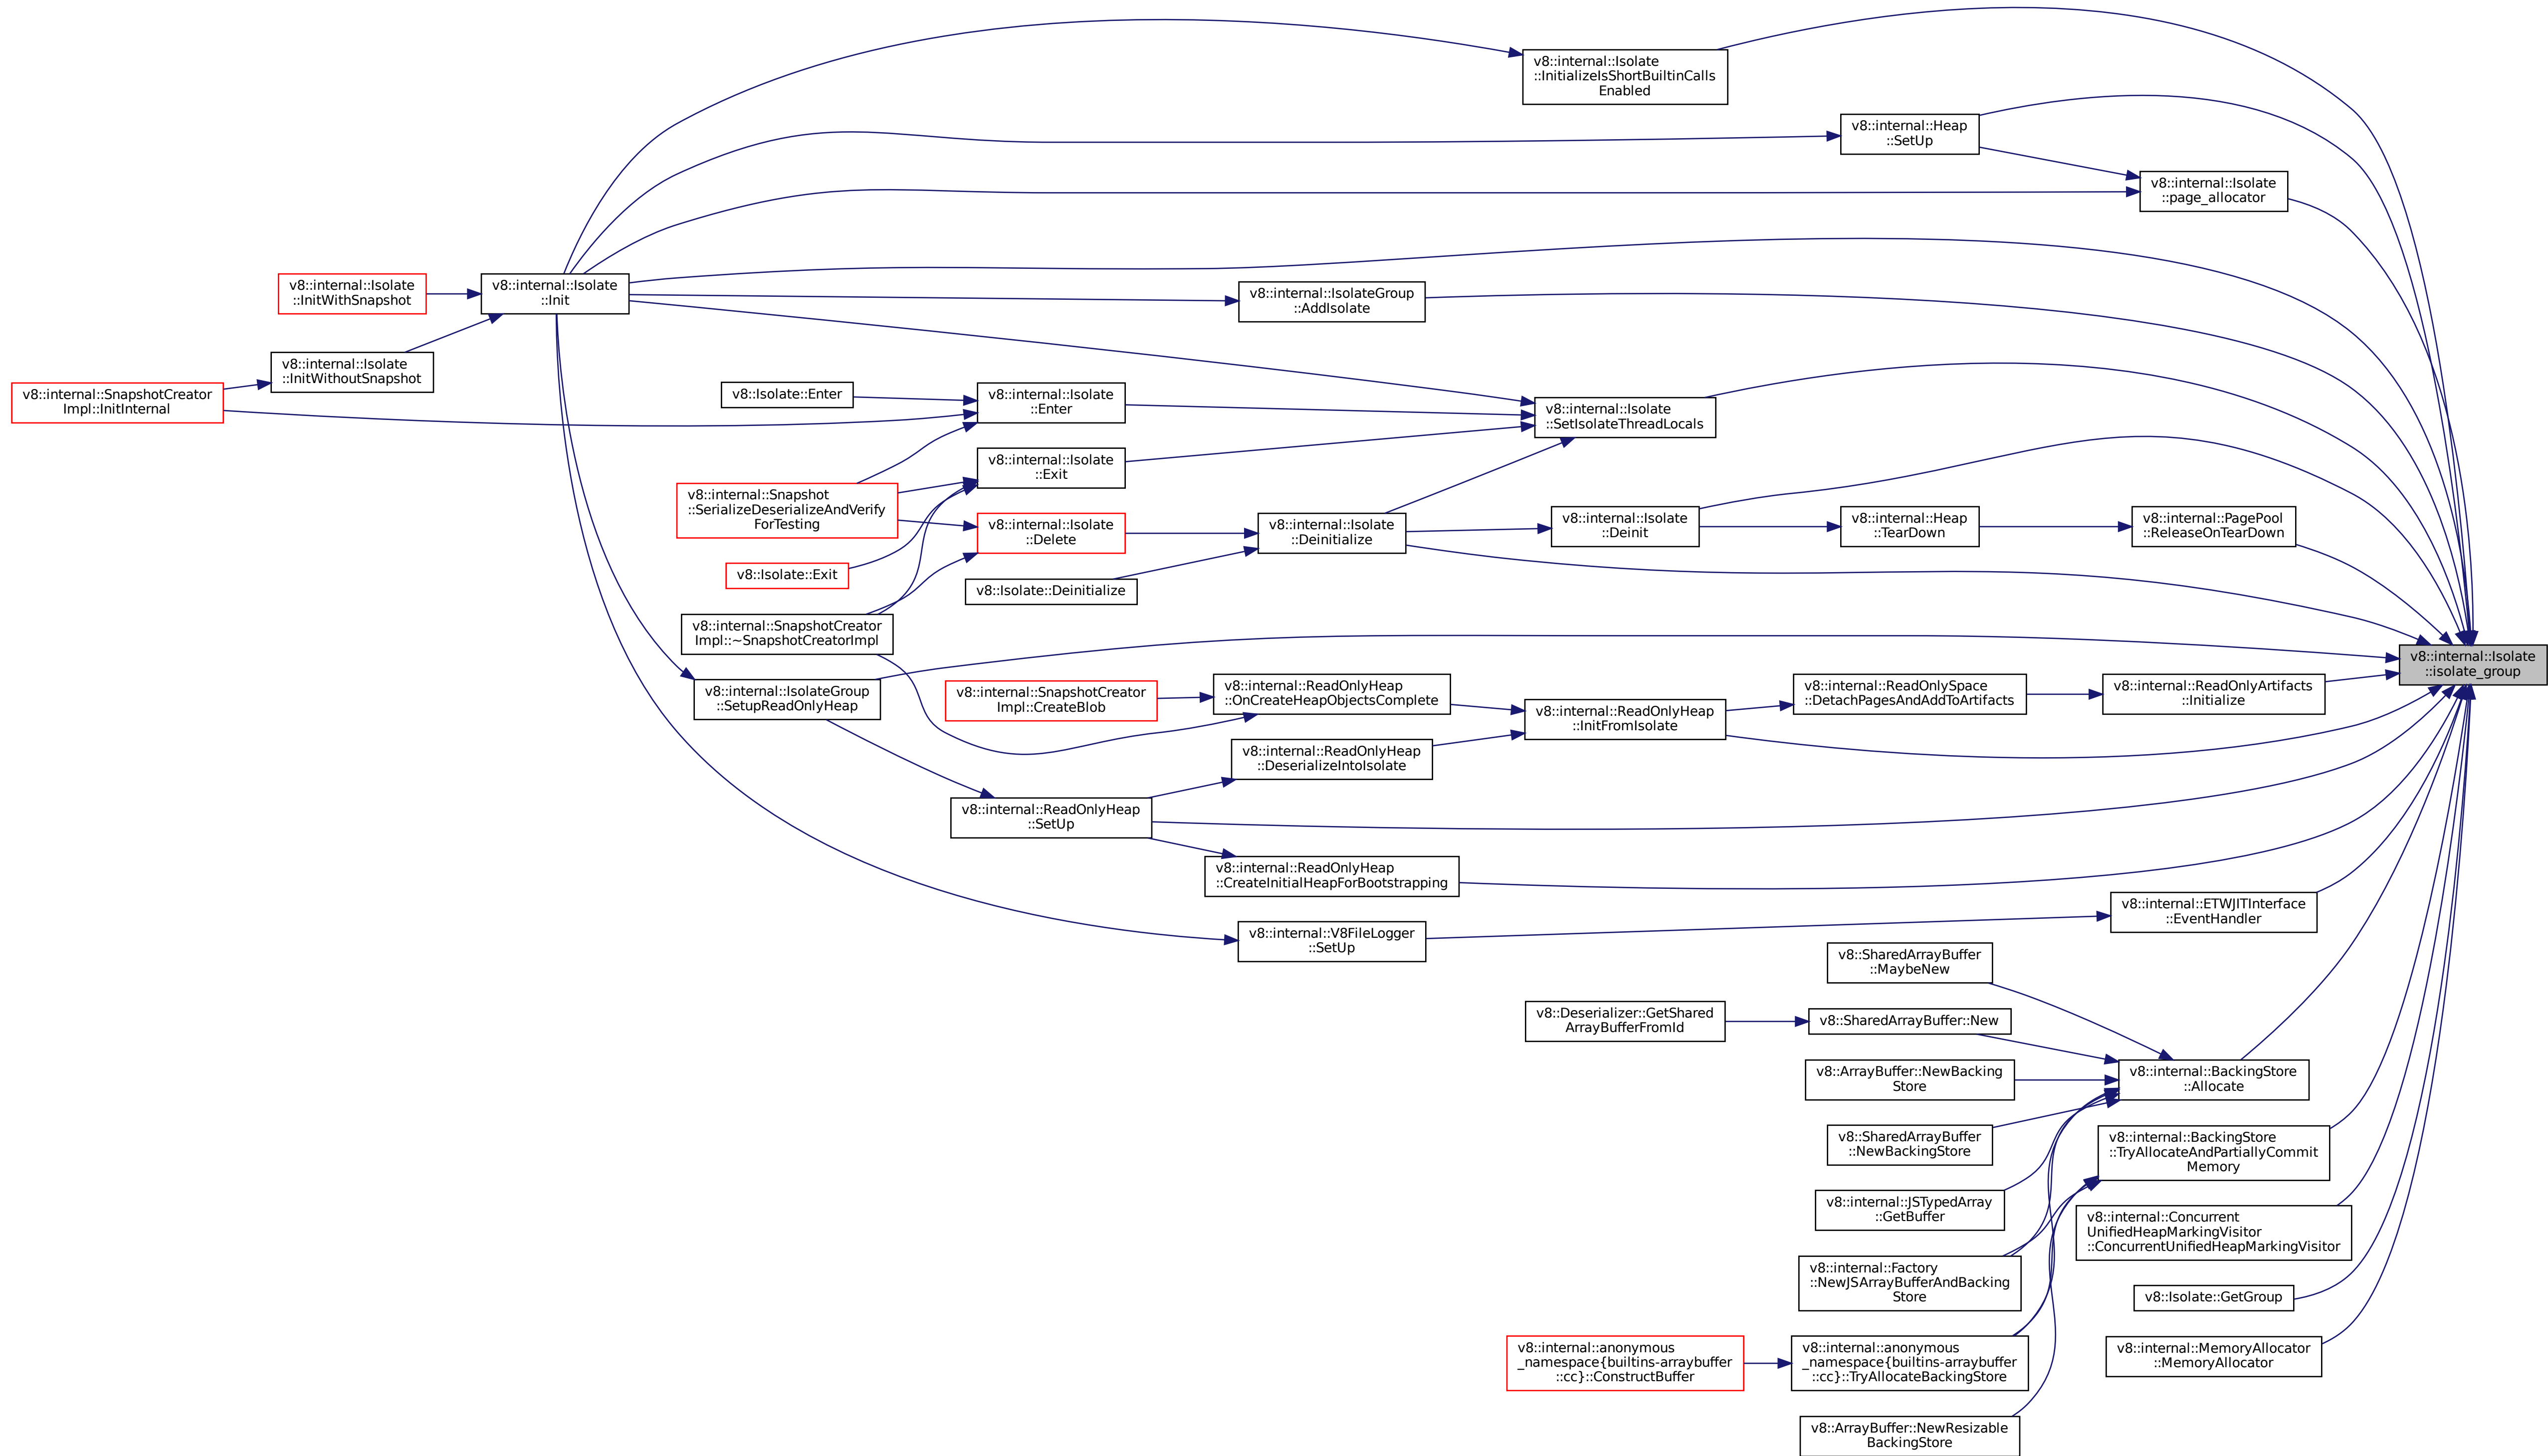 v8::internal::Isolate
::InitializeIsShortBuiltinCalls
Enabled
v8::internal::Heap
::SetUp
v8::internal::Isolate
::page_allocator
v8::internal::Isolate
::InitWithSnapshot
v8::internal::Isolate
::Init
v8::internal::IsolateGroup
::AddIsolate
v8::internal::Isolate
::InitWithoutSnapshot
v8::internal::SnapshotCreator
Impl::InitInternal
v8::Isolate::Enter
v8::internal::Isolate
::Enter
v8::internal::Isolate
::SetIsolateThreadLocals
v8::internal::Isolate
::Exit
v8::internal::Snapshot
::SerializeDeserializeAndVerify
ForTesting
v8::internal::Isolate
::Delete
v8::internal::Isolate
::Deinitialize
v8::internal::Isolate
::Deinit
v8::internal::Heap
::TearDown
v8::internal::PagePool
::ReleaseOnTearDown
v8::Isolate::Exit
v8::Isolate::Deinitialize
v8::internal::SnapshotCreator
Impl::~SnapshotCreatorImpl
v8::internal::Isolate
::isolate_group
v8::internal::IsolateGroup
::SetupReadOnlyHeap
v8::internal::SnapshotCreator
Impl::CreateBlob
v8::internal::ReadOnlyHeap
::OnCreateHeapObjectsComplete
v8::internal::ReadOnlyHeap
::InitFromIsolate
v8::internal::ReadOnlySpace
::DetachPagesAndAddToArtifacts
v8::internal::ReadOnlyArtifacts
::Initialize
v8::internal::ReadOnlyHeap
::DeserializeIntoIsolate
v8::internal::ReadOnlyHeap
::SetUp
v8::internal::ReadOnlyHeap
::CreateInitialHeapForBootstrapping
v8::internal::ETWJITInterface
::EventHandler
v8::internal::V8FileLogger
::SetUp
v8::SharedArrayBuffer
::MaybeNew
v8::Deserializer::GetShared
ArrayBufferFromId
v8::SharedArrayBuffer::New
v8::ArrayBuffer::NewBacking
Store
v8::internal::BackingStore
::Allocate
v8::SharedArrayBuffer
::NewBackingStore
v8::internal::BackingStore
::TryAllocateAndPartiallyCommit
Memory
v8::internal::JSTypedArray
::GetBuffer
v8::internal::Concurrent
UnifiedHeapMarkingVisitor
::ConcurrentUnifiedHeapMarkingVisitor
v8::internal::Factory
::NewJSArrayBufferAndBacking
Store
v8::Isolate::GetGroup
v8::internal::anonymous
_namespace{builtins-arraybuffer
::cc}::ConstructBuffer
v8::internal::anonymous
_namespace{builtins-arraybuffer
::cc}::TryAllocateBackingStore
v8::internal::MemoryAllocator
::MemoryAllocator
v8::ArrayBuffer::NewResizable
BackingStore